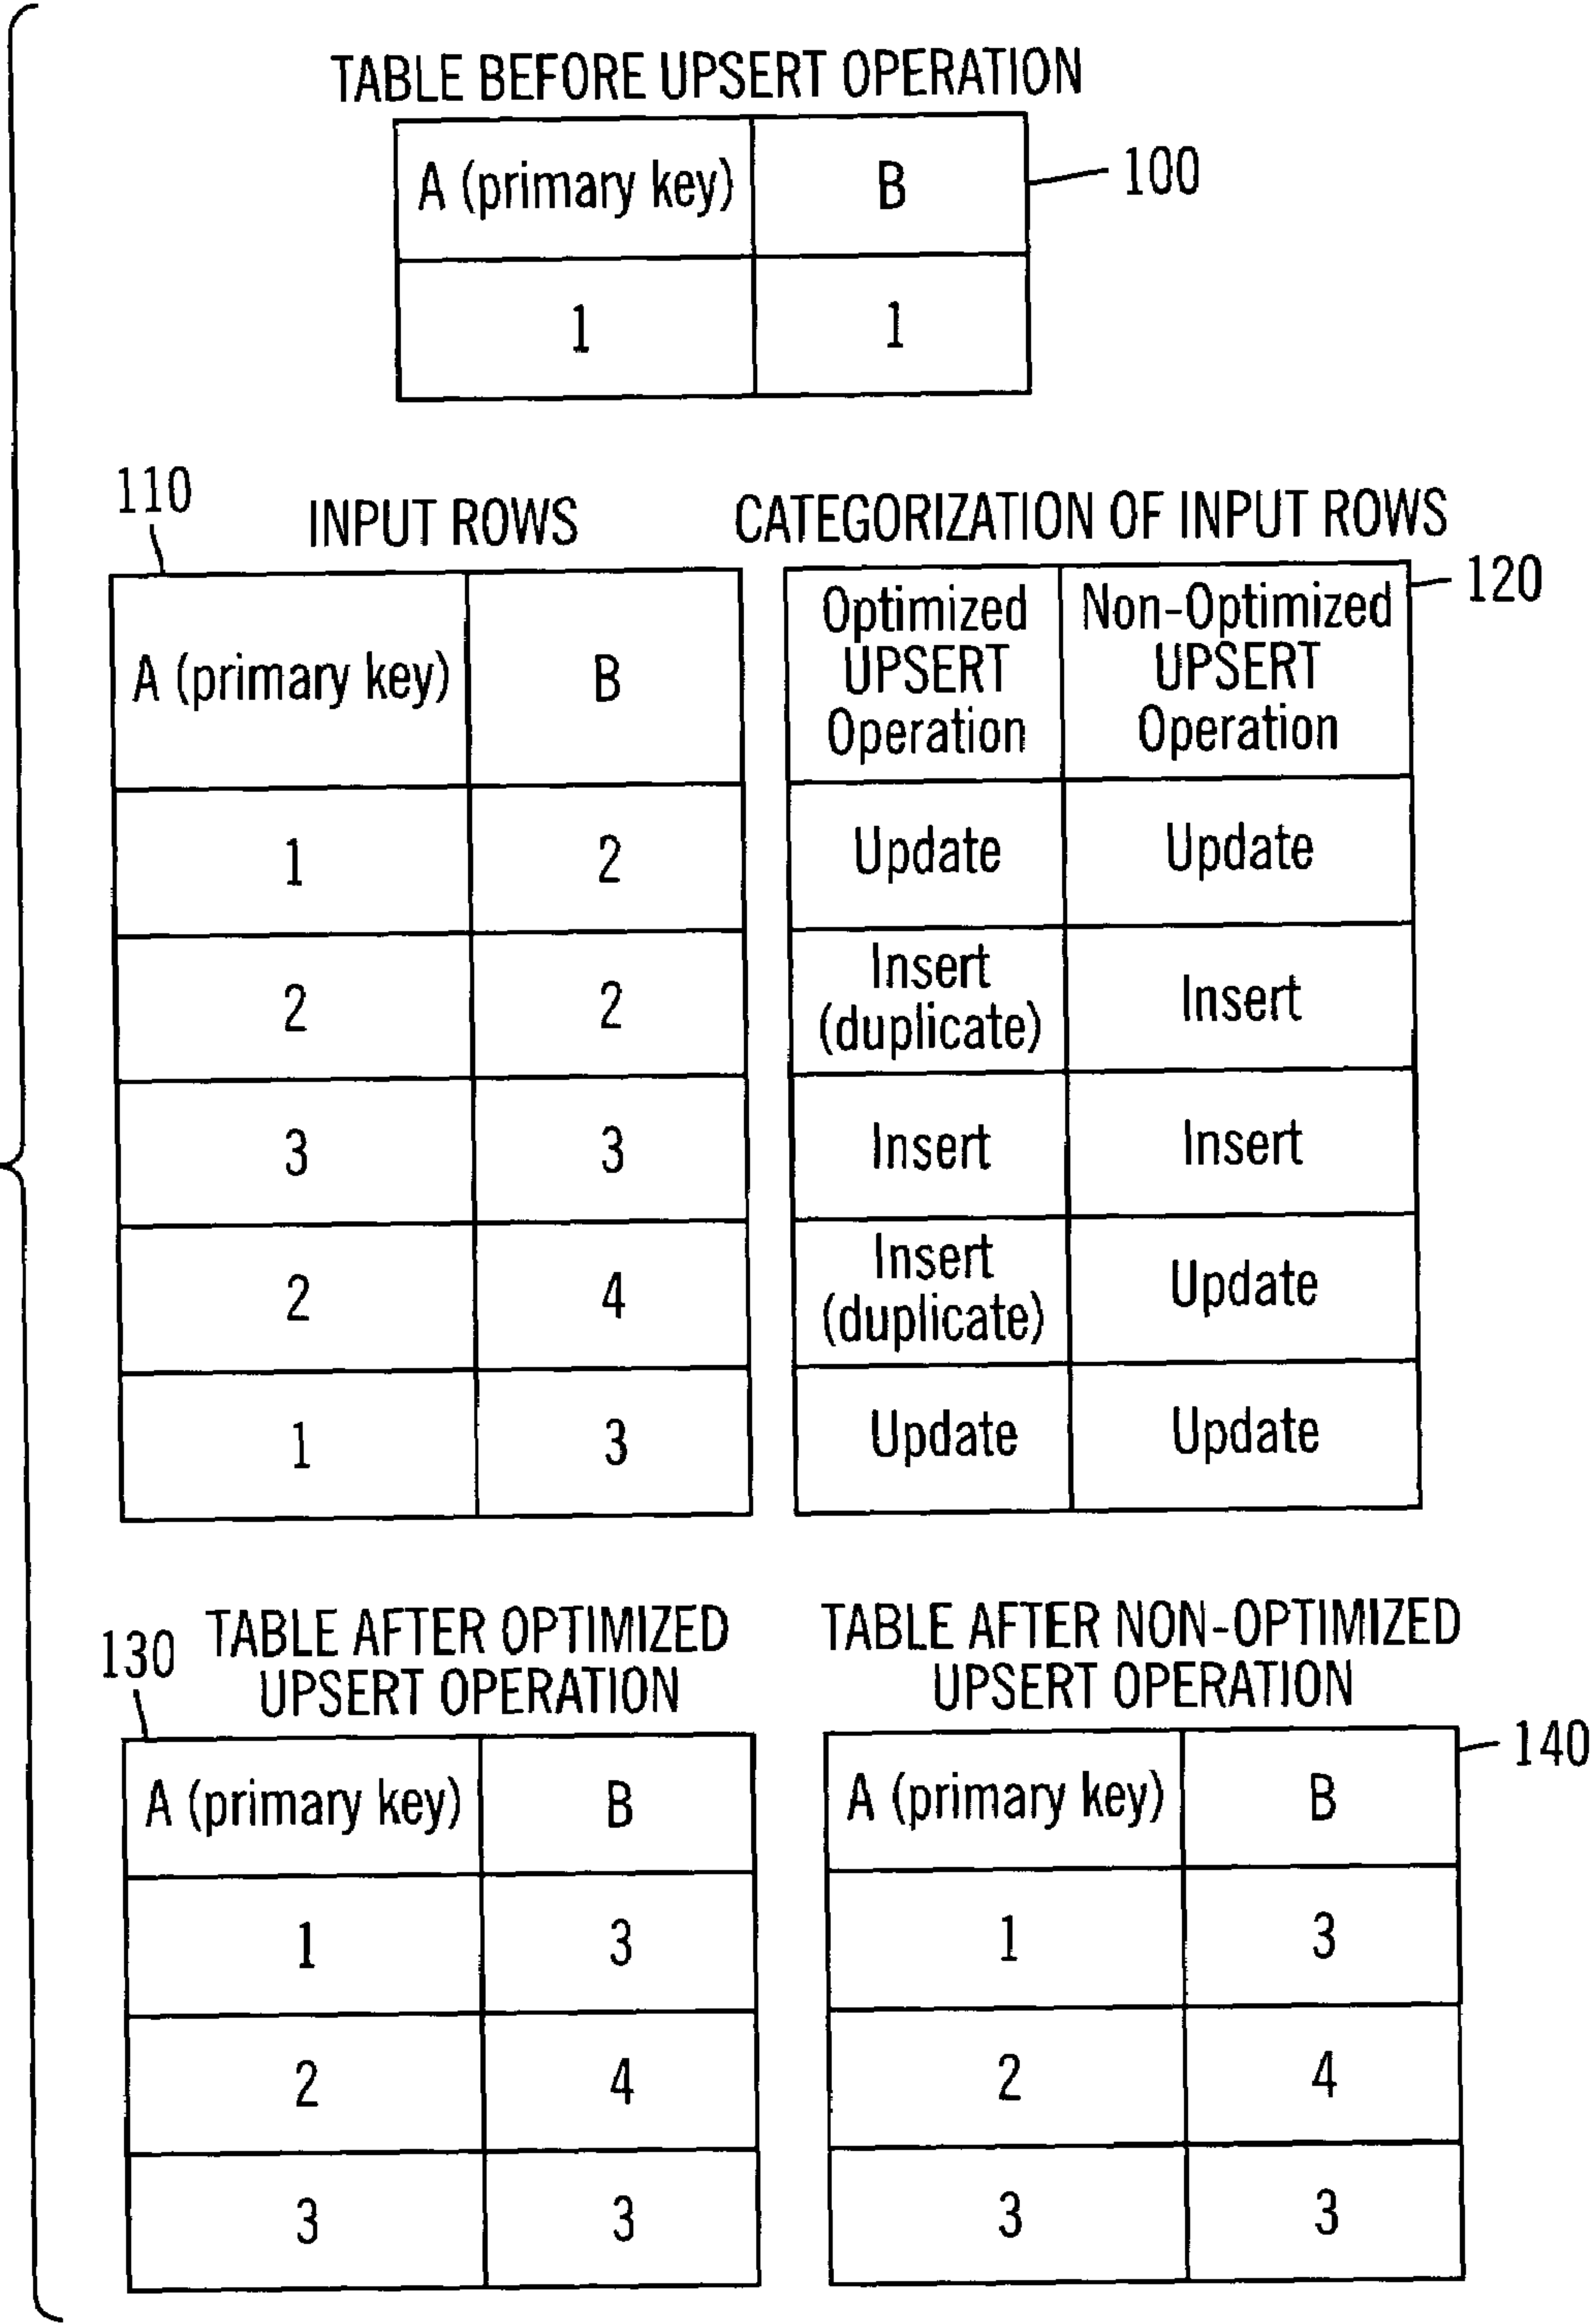 TABLE BEFORE UPSERT OPERATION
A (primary key) B 100
1 1
110
INPUT ROWS
A (primary key) B
1 2
2 2
3 3
2 4
1 3
CATEGORIZATION OF INPUT ROWS
120
Optimized
UPSERT
Operation
Non-Optimized
UPSERT
Operation
Update Update
Insert
(duplicate)
Insert
Insert Insert
Insert
(duplicate)
Update
Update Update
130
TABLE AFTER OPTIMIZED
UPSERT OPERATION
A (primary key) B
1 3
2 4
3 3
TABLE AFTER NON-OPTIMIZED
UPSERT OPERATION
140
A (primary key) B
1 3
2 4
3 3